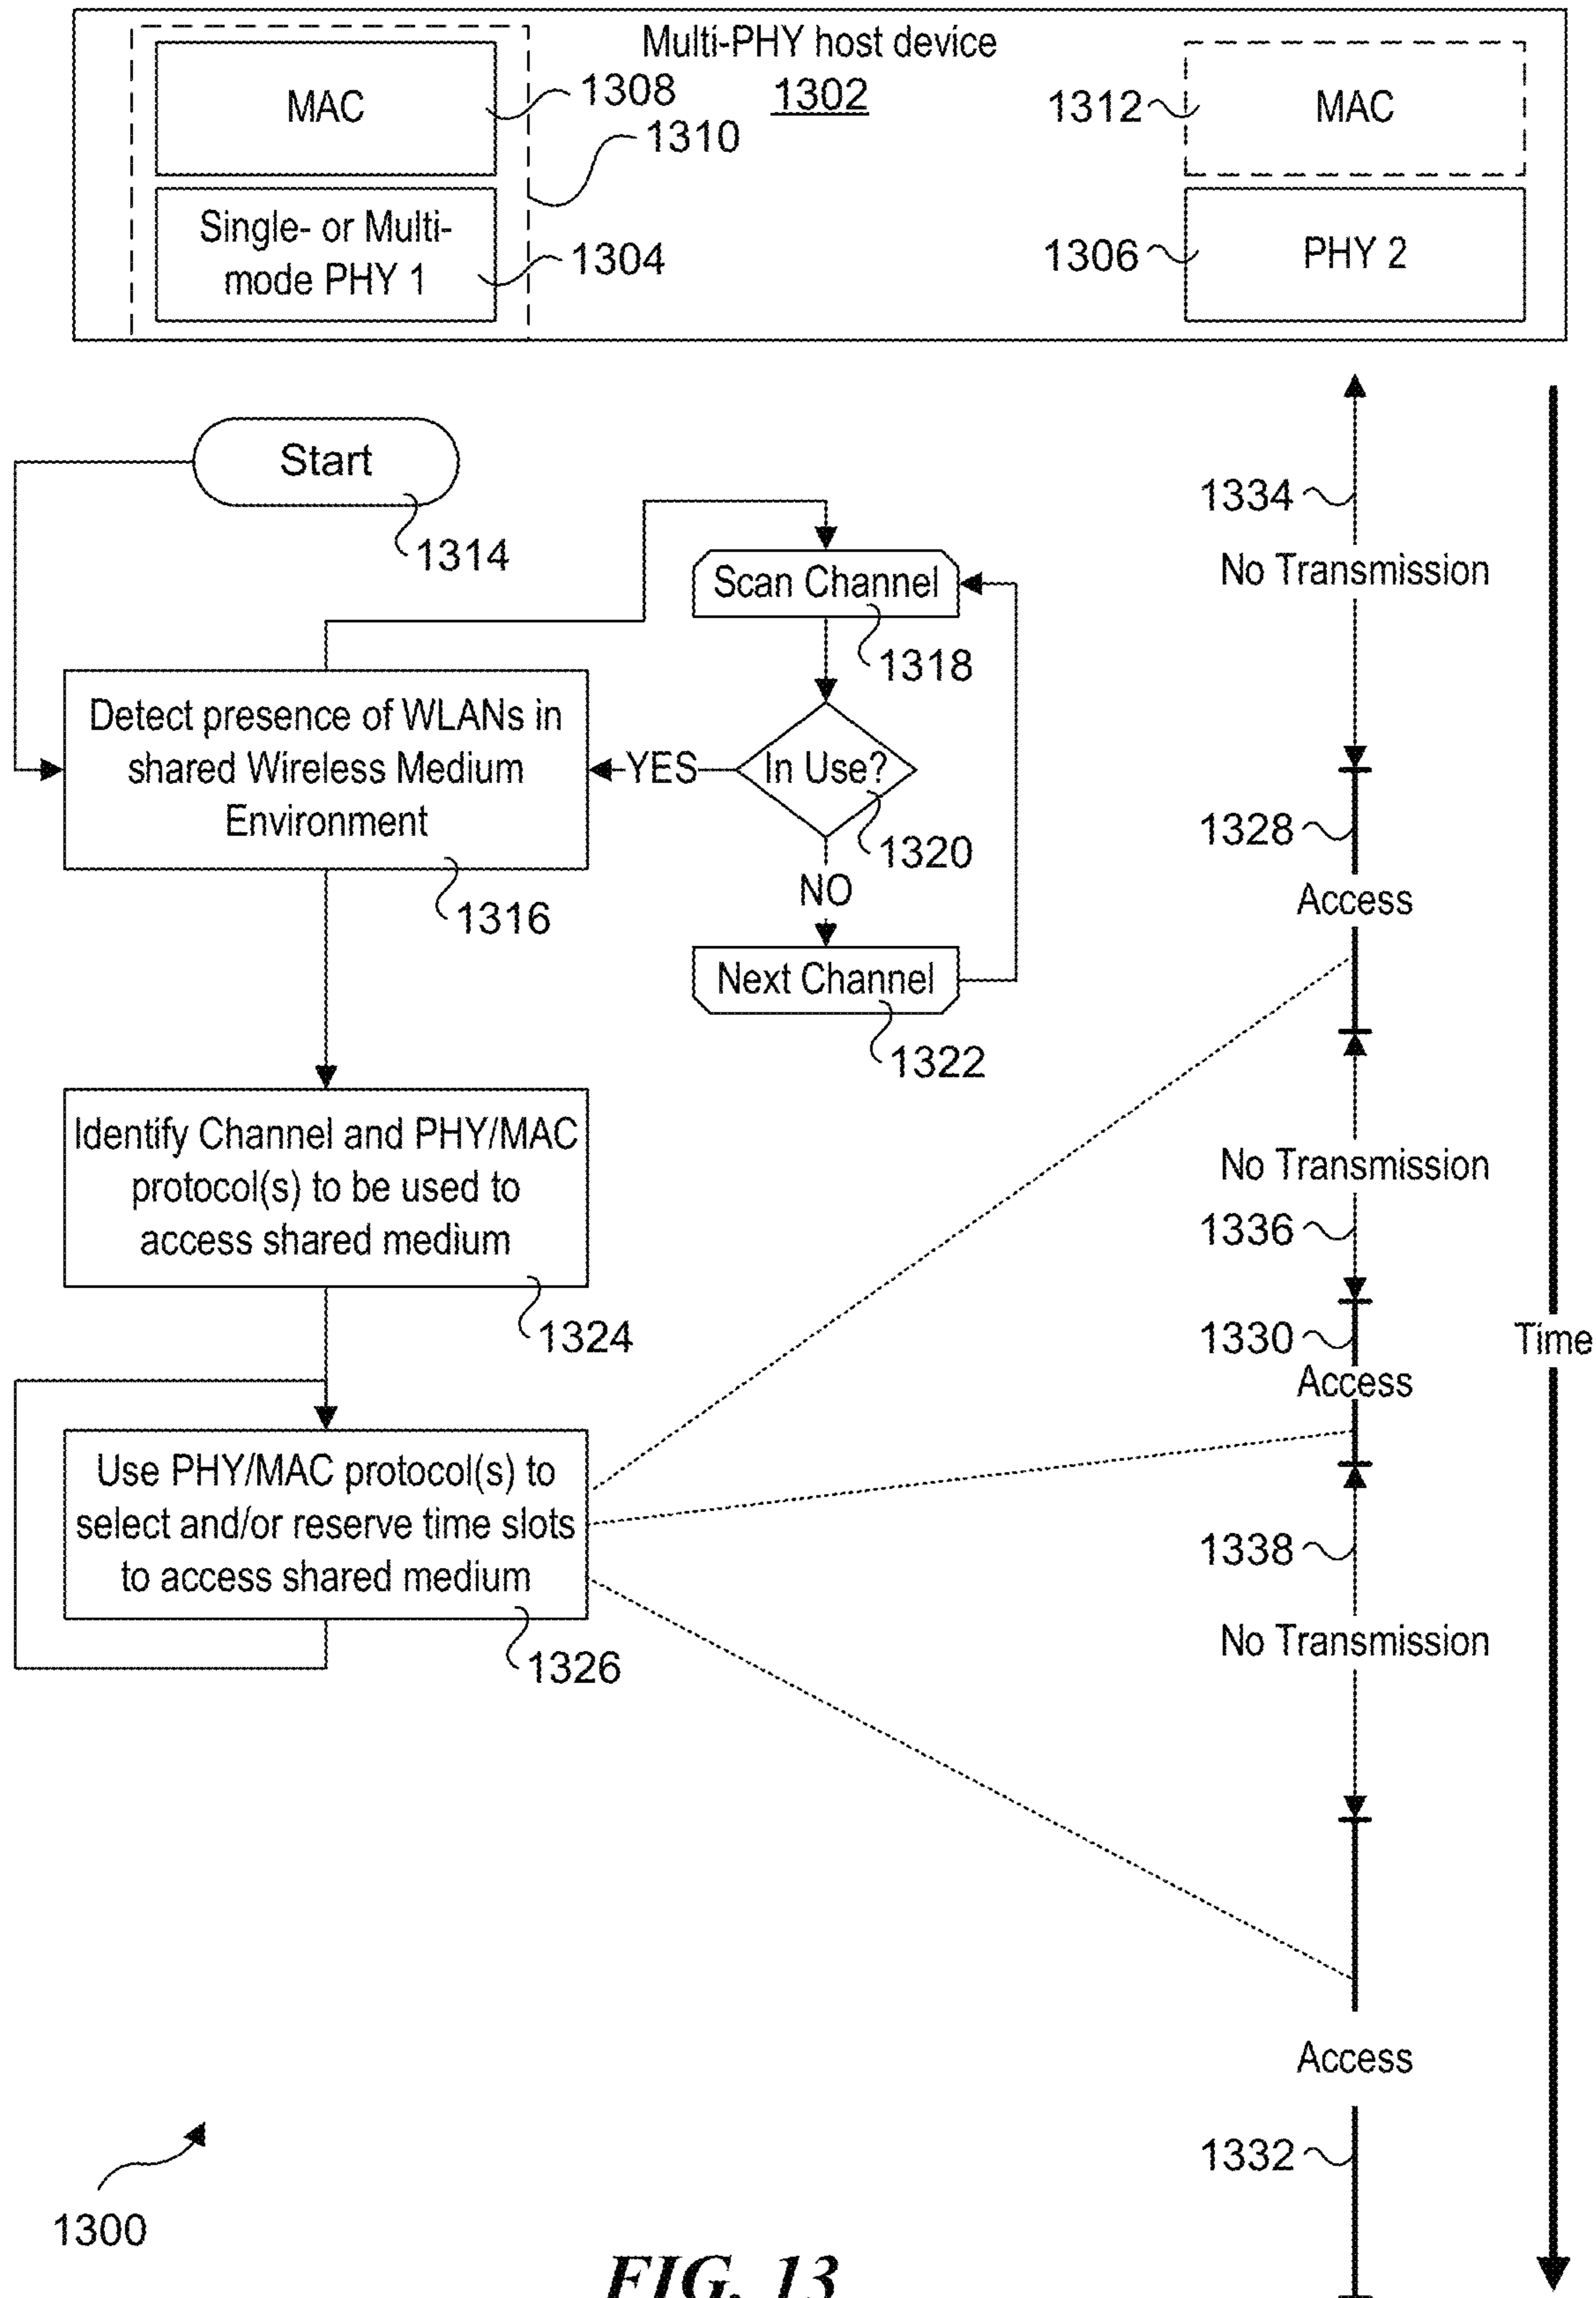 Multi-PHY host device
1302
MAC
1308
1310
Single- or Multi-
mode PHY 1
1304
1312
MAC
1306
PHY 2
Start
1314
Scan Channel
1318
Detect presence of WLANs in
shared Wireless Medium
Environment
1316
YES
In Use?
1320
NO
Next Channel
1322
Identify Channel and PHY/MAC
protocol(s) to be used to
access shared medium
1324
Use PHY/MAC protocol(s) to
select and/or reserve time slots
to access shared medium
1326
1334
No Transmission
1328
Access
No Transmission
1336
1330
Access
1338
No Transmission
Access
1332
Time
1300
FIG. 13